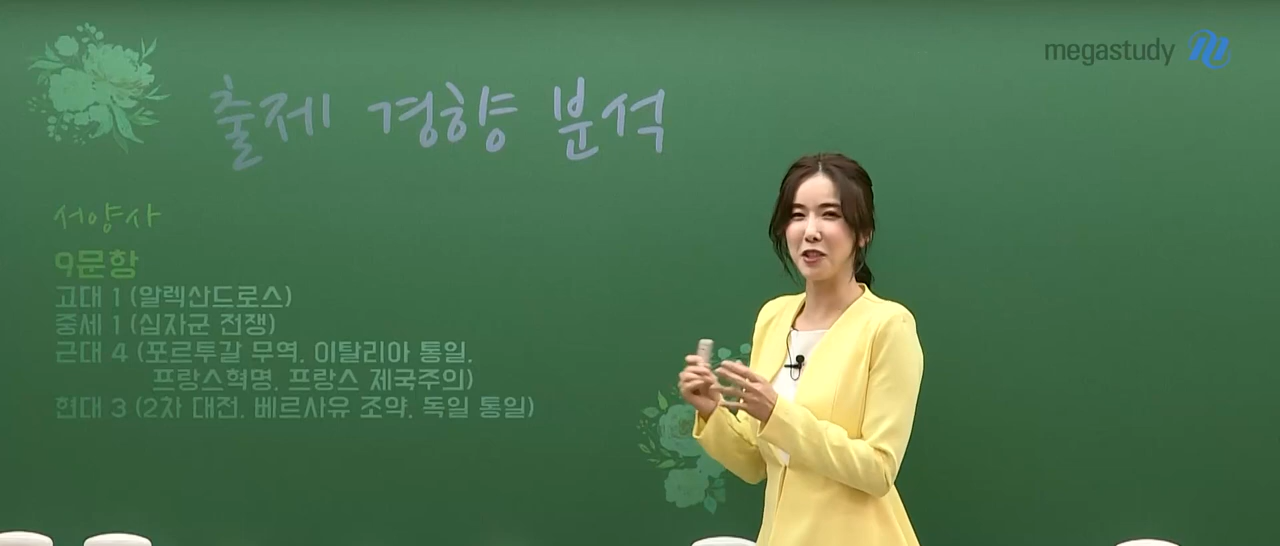 megastudy
출제 경향 분석
서양사
9문항
고대 1 (알렉산드로스)
중세 1 (십자군 전쟁)
근대 4 (포르투갈 무역, 이탈리아 통일,
프랑스혁명, 프랑스 제국주의)
현대 3 (2차 대전, 베르사유 조약, 독일 통일)